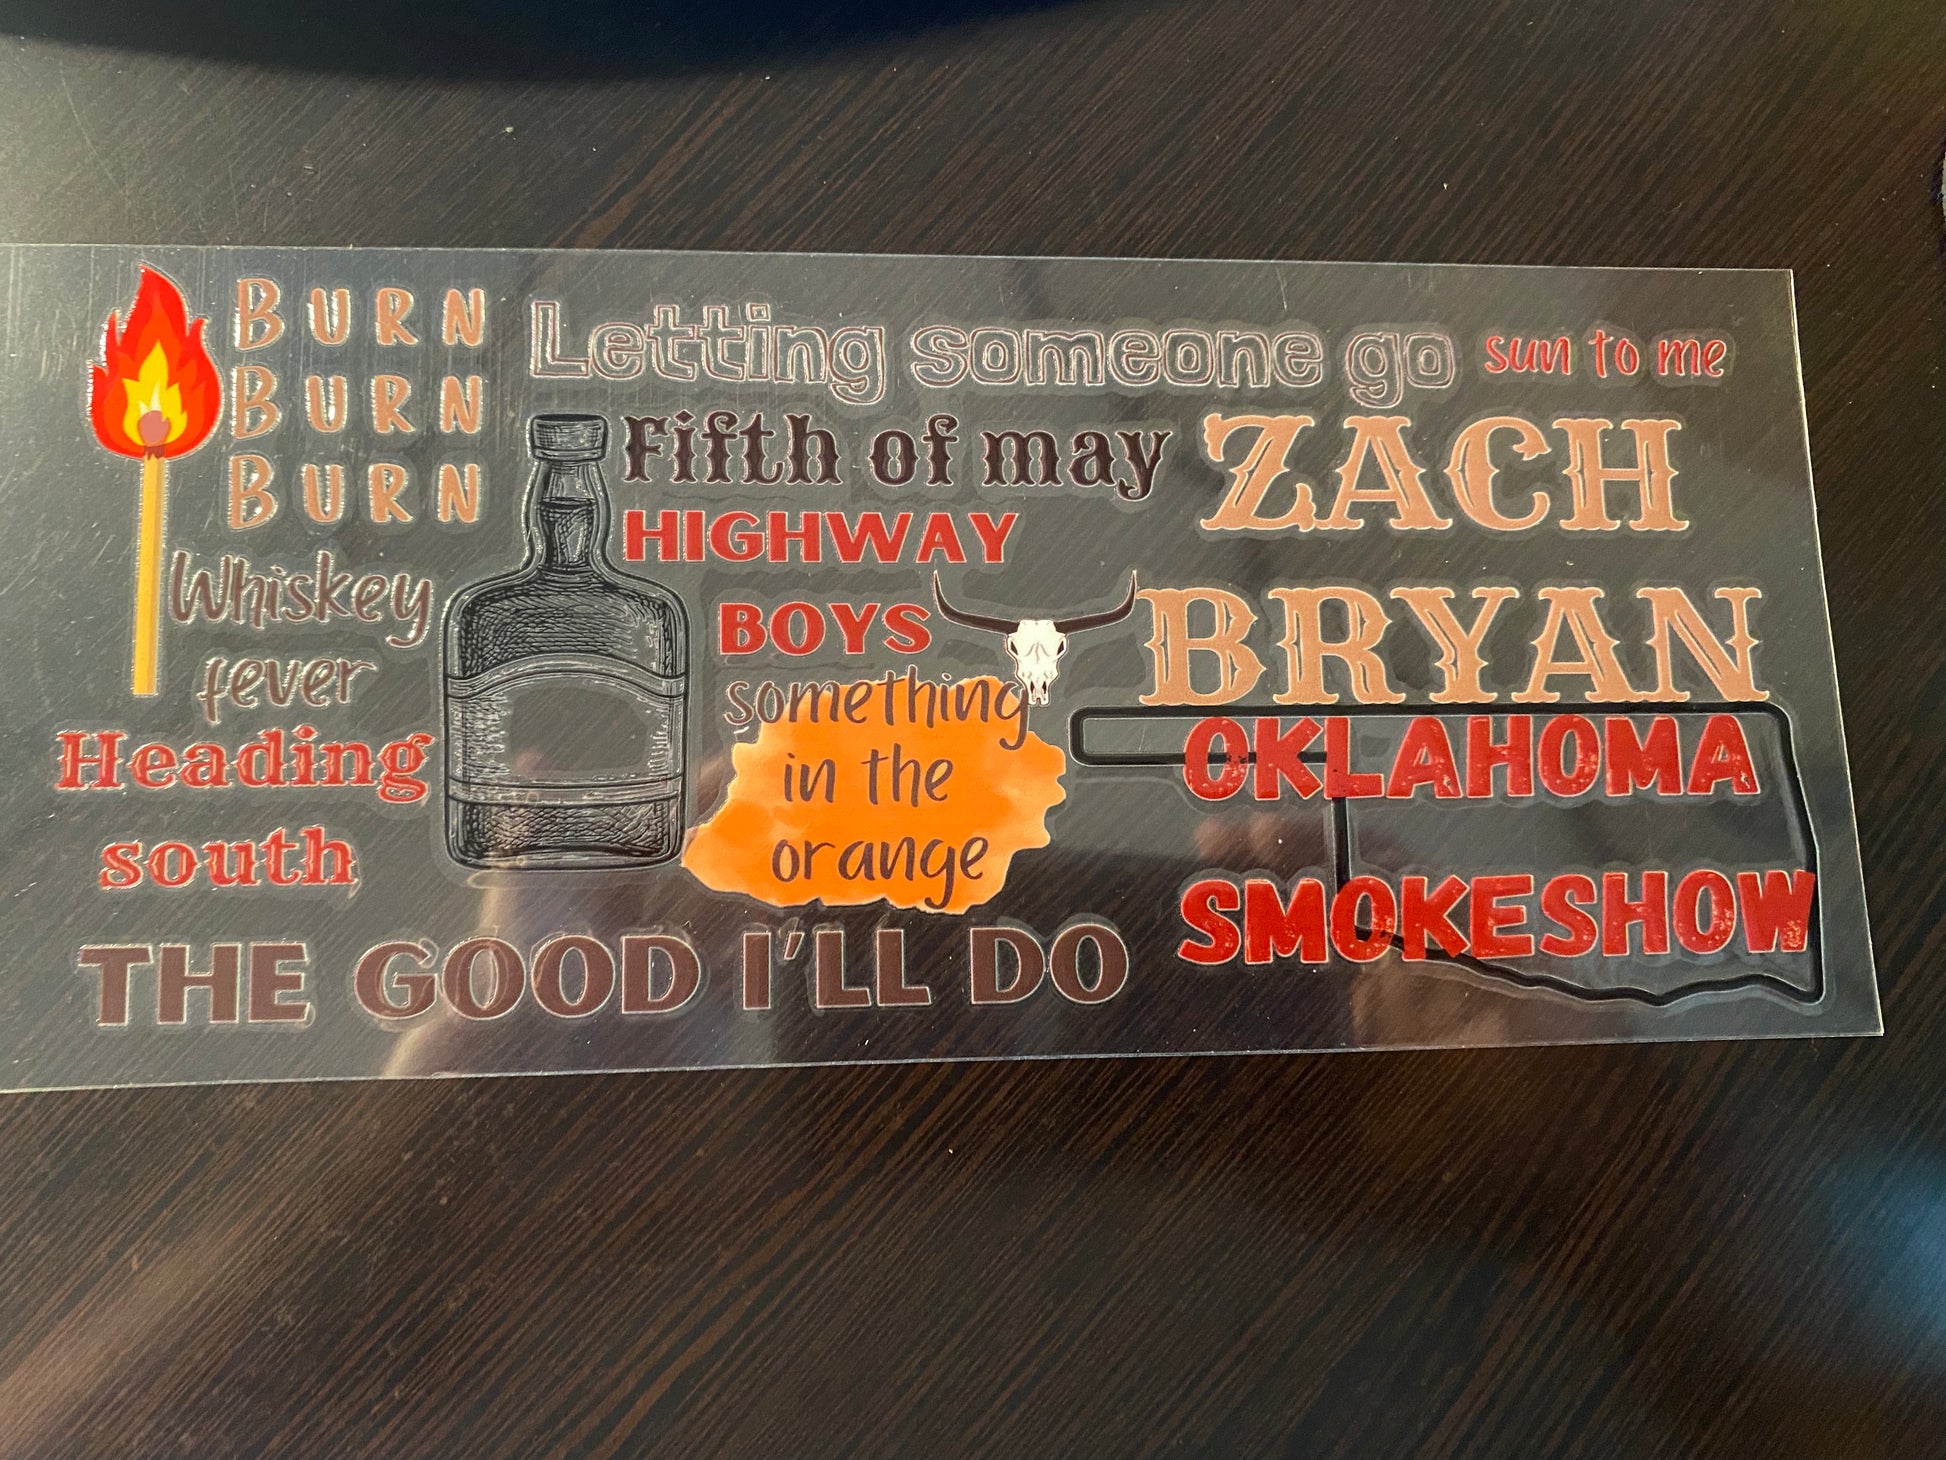 BURN
BURN
BURN
Whiskey
fever
Heading
south
Letting someone go
sun to me
Fifth of may
HIGHWAY
BOYS
something
in the
orange
ZACH
BRYAN
OKLAHOMA
SMOKESHOW
THE GOOD I'LL DO